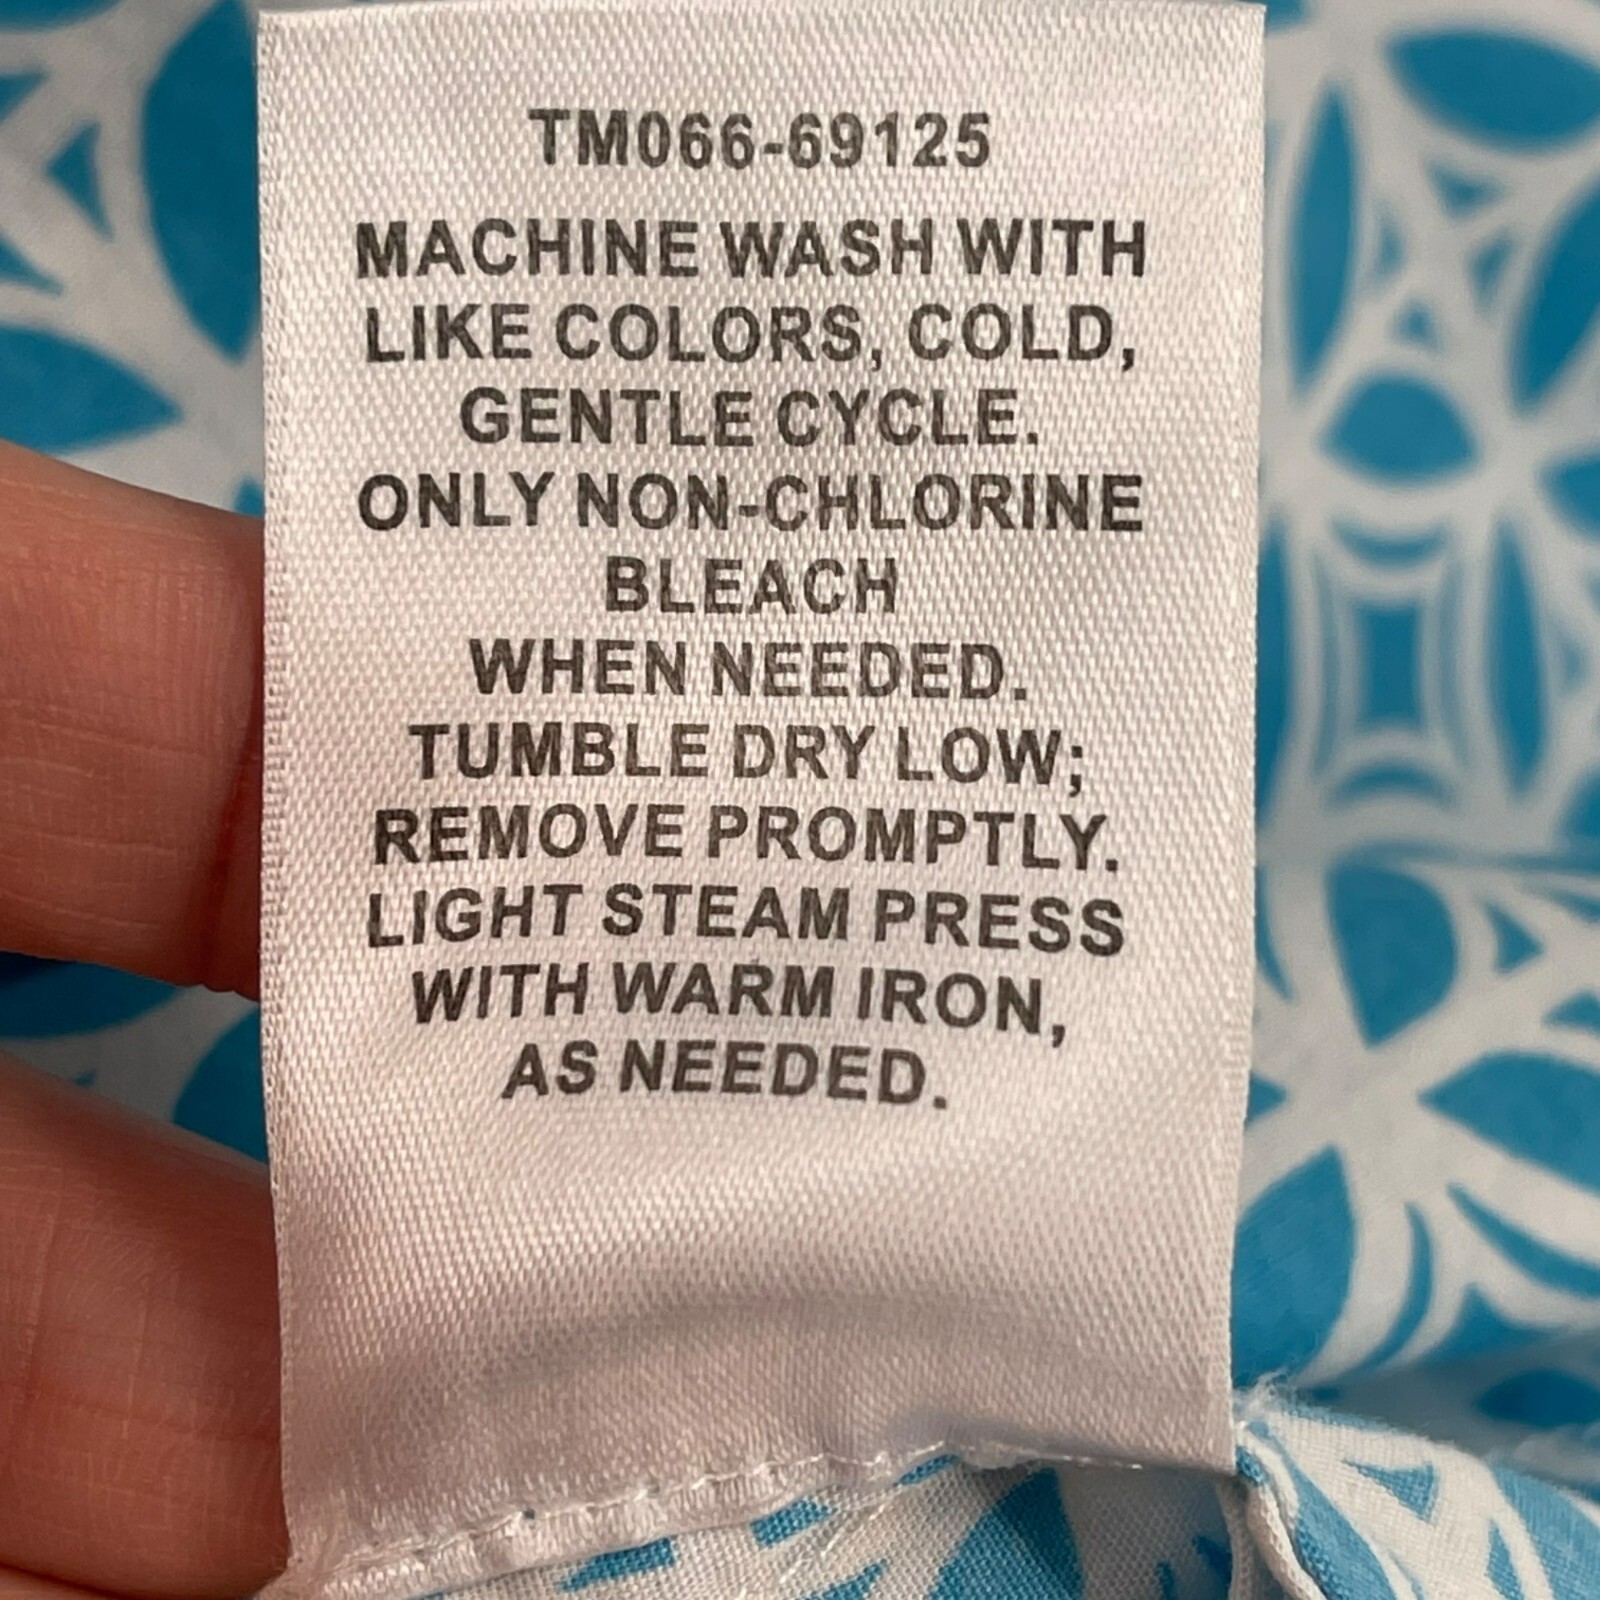 TM066-69125
MACHINE WASH WITH
LIKE COLORS, COLD,
GENTLE CYCLE.
ONLY NON-CHLORINE
BLEACH
WHEN NEEDED.
TUMBLE DRY LOW;
REMOVE PROMPTLY.
LIGHT STEAM PRESS
WITH WARM IRON,
AS NEEDED.